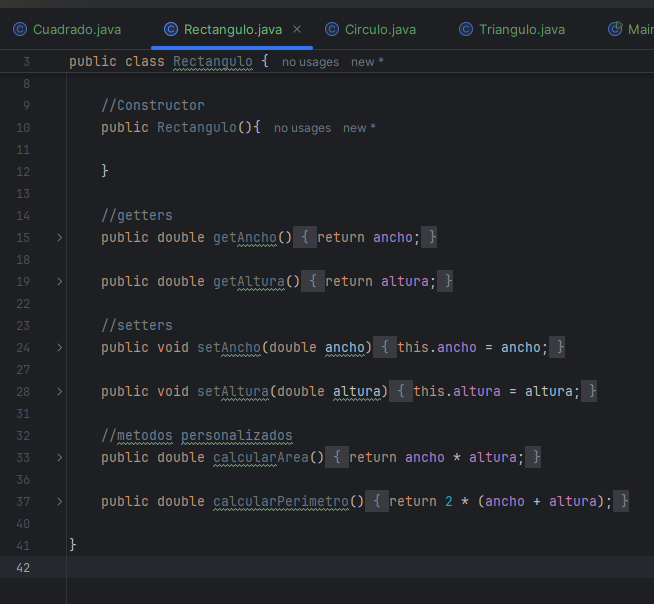 Cuadrado.java Rectangulo.java Circulo.java Triangulo.java Main
3 public class Rectangulo { no usages new *
8
9 //Constructor
10 public Rectangulo(){ no usages new *
11
12 }
13
14 //getters
15 public double getAncho() { return ancho; }
18
19 public double getAltura() { return altura; }
22
23 //setters
24 public void setAncho(double ancho) { this.ancho = ancho; }
27
28 public void setAltura(double altura) { this.altura = altura; }
31
32 //metodos personalizados
33 public double calcularArea() { return ancho * altura; }
36
37 public double calcularPerimetro() { return 2 * (ancho + altura); }
40
41 }
42